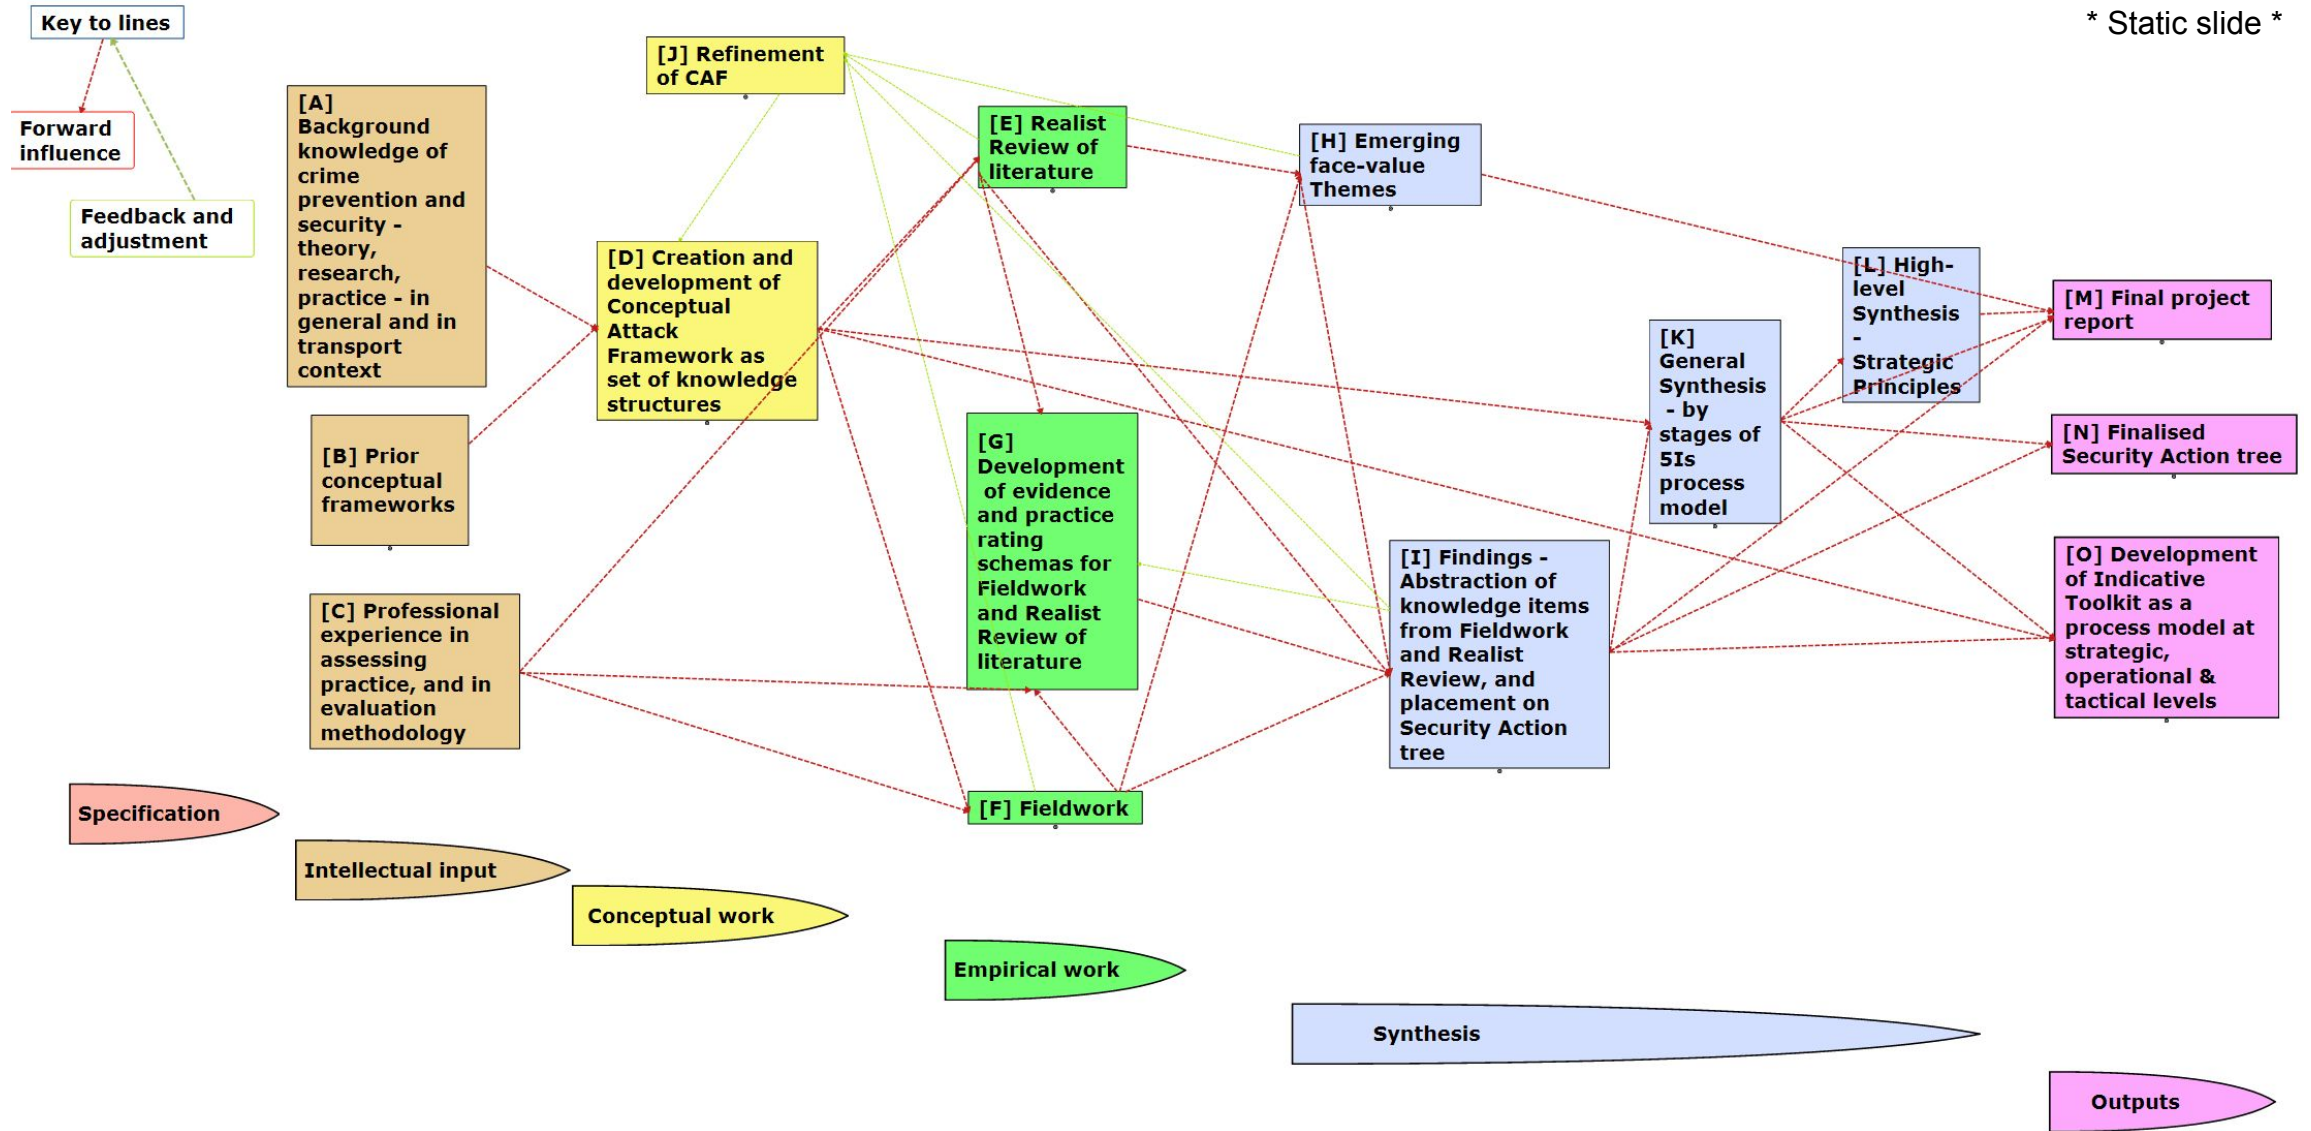 * Static slide *
Key to lines
Forward
influence
Feedback and
adjustment
[A]
Background
knowledge of
crime
prevention and
security -
theory,
research,
practice - in
general and in
transport
context
[B] Prior
conceptual
frameworks
[C] Professional
experience in
assessing
practice, and in
evaluation
methodology
[J] Refinement
of CAF
[D] Creation and
development of
Conceptual
Attack
Framework as
set of knowledge
structures
[E] Realist
Review of
literature
[G]
Development
of evidence
and practice
rating
schemas for
Fieldwork
and Realist
Review of
literature
[F] Fieldwork
[H] Emerging
face-value
Themes
[I] Findings -
Abstraction of
knowledge items
from Fieldwork
and Realist
Review, and
placement on
Security Action
tree
[K]
General
Synthesis
- by
stages of
5Is
process
model
[L] High-
level
Synthesis
-
Strategic
Principles
[M] Final project
report
[N] Finalised
Security Action tree
[O] Development
of Indicative
Toolkit as a
process model at
strategic,
operational &
tactical levels
Specification
Intellectual input
Conceptual work
Empirical work
Synthesis
Outputs